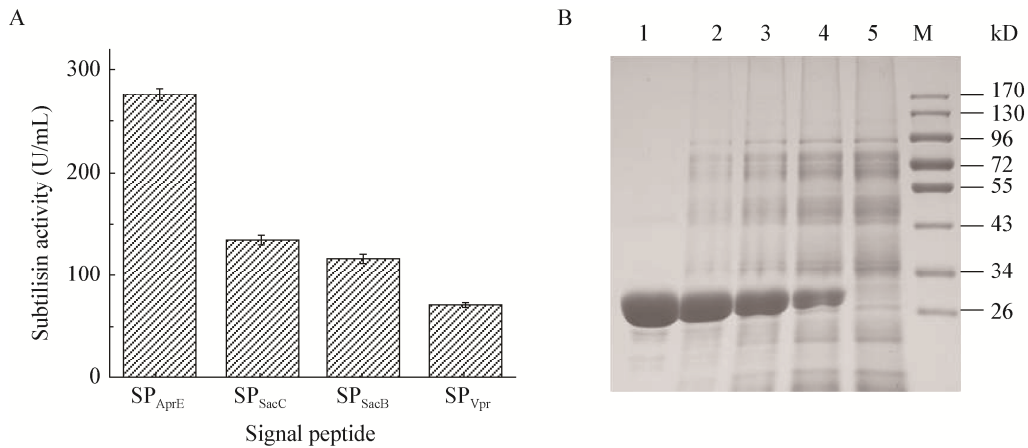 A
300
200
100
0
Subtilisin activity (U/mL)
SPAprE SPSacC SPSacB SPVpr
Signal peptide
B
1 2 3 4 5 M kD
170
130
96
72
55
43
34
26